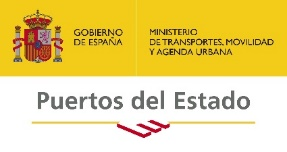 GOBIERNO
DE ESPAÑA
MINISTERIO
DE TRANSPORTES, MOVILIDAD
Y AGENDA URBANA
Puertos del Estado